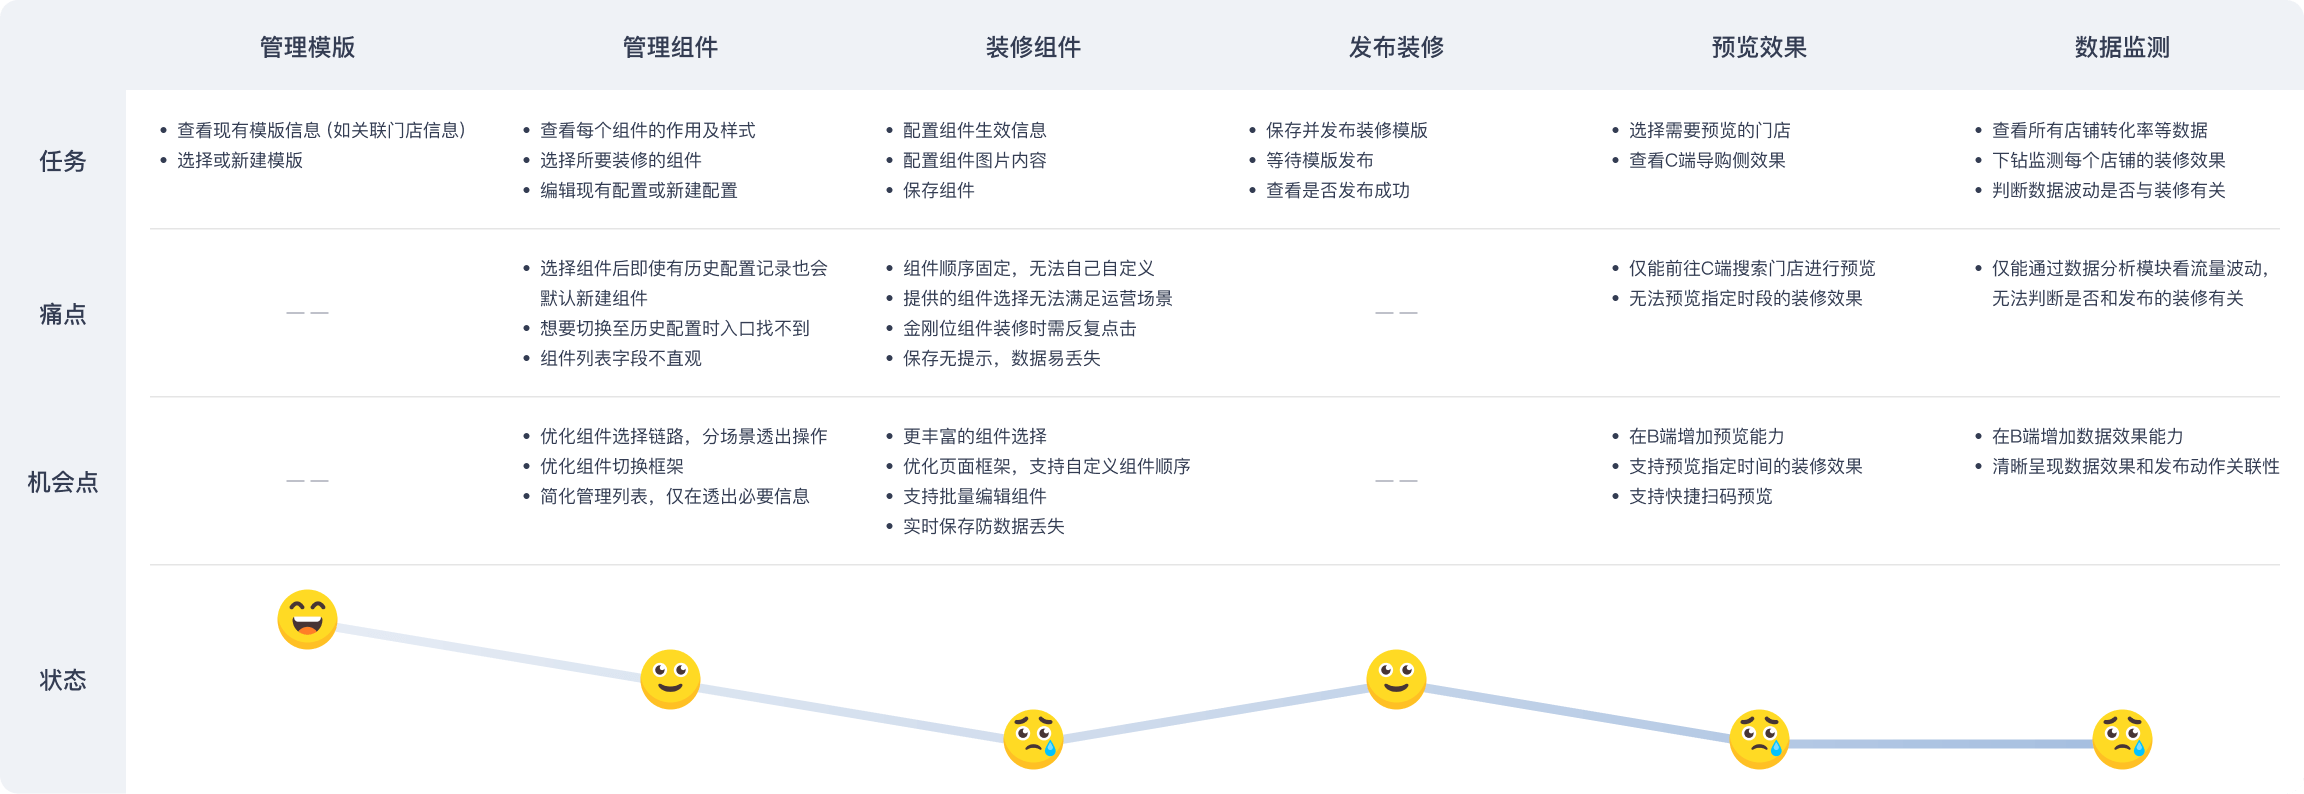 管理模版
管理组件
装修组件
发布装修
预览效果
数据监测
任务
• 查看现有模版信息 (如关联门店信息)
• 选择或新建模版
• 查看每个组件的作用及样式
• 选择所要装修的组件
• 编辑现有配置或新建配置
• 配置组件生效信息
• 配置组件图片内容
• 保存组件
• 保存并发布装修模版
• 等待模版发布
• 查看是否发布成功
• 选择需要预览的门店
• 查看C端导购侧效果
• 查看所有店铺转化率等数据
• 下钻监测每个店铺的装修效果
• 判断数据波动是否与装修有关
痛点
— —
• 选择组件后即使有历史配置记录也会
默认新建组件
• 想要切换至历史配置时入口找不到
• 组件列表字段不直观
• 组件顺序固定，无法自己自定义
• 提供的组件选择无法满足运营场景
• 金刚位组件装修时需反复点击
• 保存无提示，数据易丢失
— —
• 仅能前往C端搜索门店进行预览
• 无法预览指定时段的装修效果
• 仅能通过数据分析模块看流量波动，
无法判断是否和发布的装修有关
机会点
— —
• 优化组件选择链路，分场景透出操作
• 优化组件切换框架
• 简化管理列表，仅在透出必要信息
• 更丰富的组件选择
• 优化页面框架，支持自定义组件顺序
• 支持批量编辑组件
• 实时保存防数据丢失
— —
• 在B端增加预览能力
• 支持预览指定时间的装修效果
• 支持快捷扫码预览
• 在B端增加数据效果能力
• 清晰呈现数据效果和发布动作关联性
状态